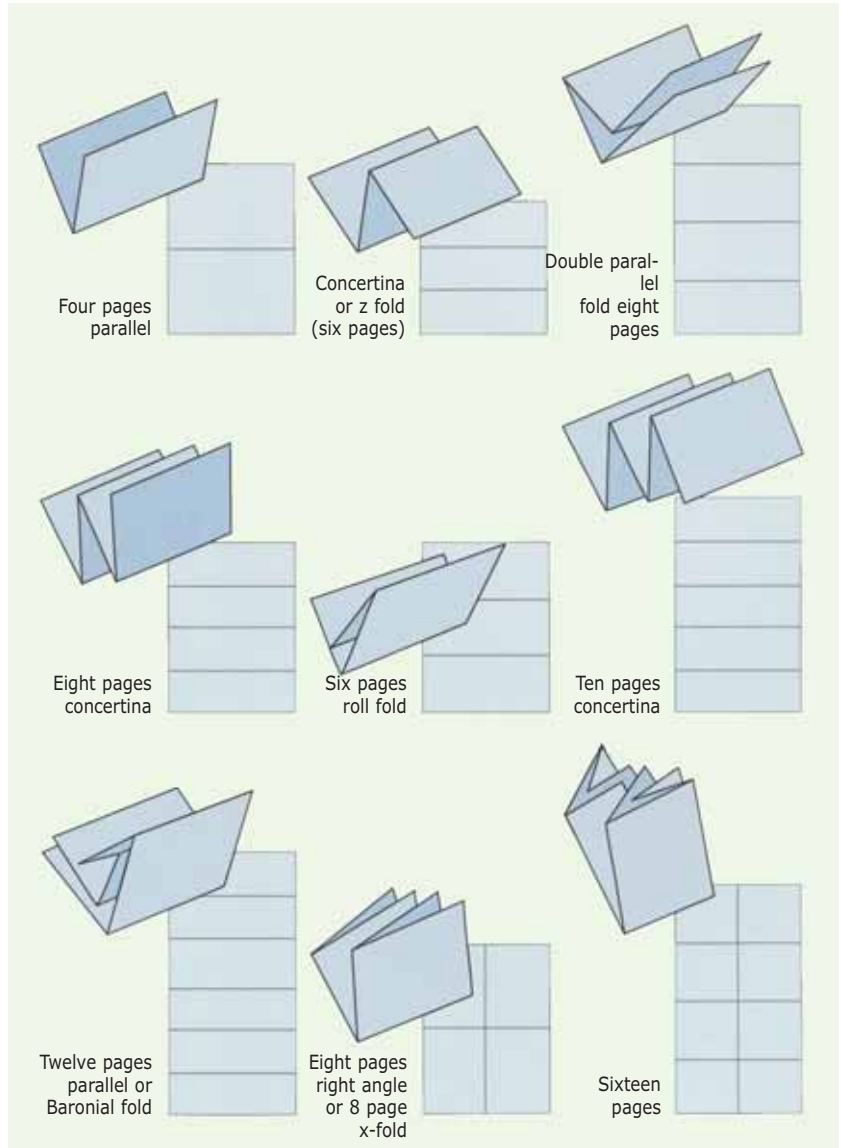 Four pages
parallel
Concertina
or z fold
(six pages)
Double paral-
lel
fold eight
pages
Eight pages
concertina
Six pages
roll fold
Ten pages
concertina
Twelve pages
parallel or
Baronial fold
Eight pages
right angle
or 8 page
x-fold
Sixteen
pages